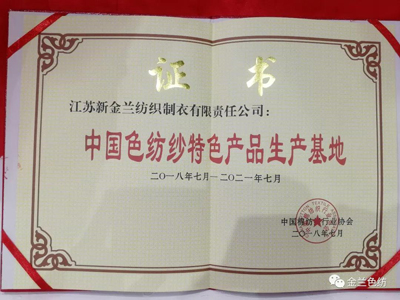 证书
江苏新金兰纺织制衣有限责任公司：
中国色纺纱特色产品生产基地
二〇一八年七月—二〇二一年七月
中国棉纺织行业协会
二〇一八年七月
金兰色纺